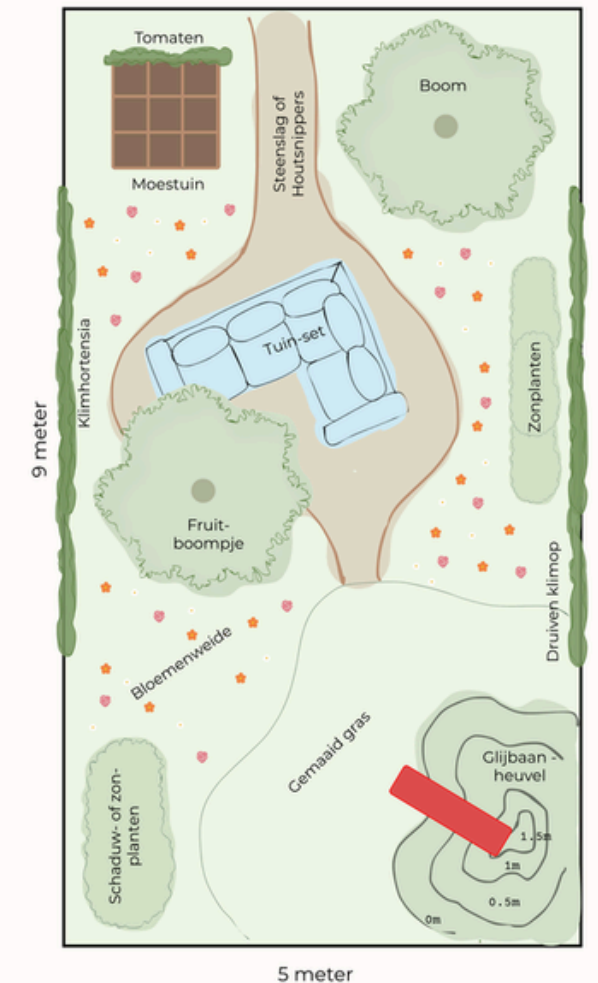 Tomaten
Boom
Steenslag of
Houtsnippers
Moestuin
Klimhortensia
Tuin-set
Zonplanten
9 meter
Fruit-
boompje
Druiven klimop
Bloemenweide
Gemaaid gras
Glijbaan -
heuvel
Schaduw- of zon-
planten
1.5m
1m
0.5m
0m
5 meter